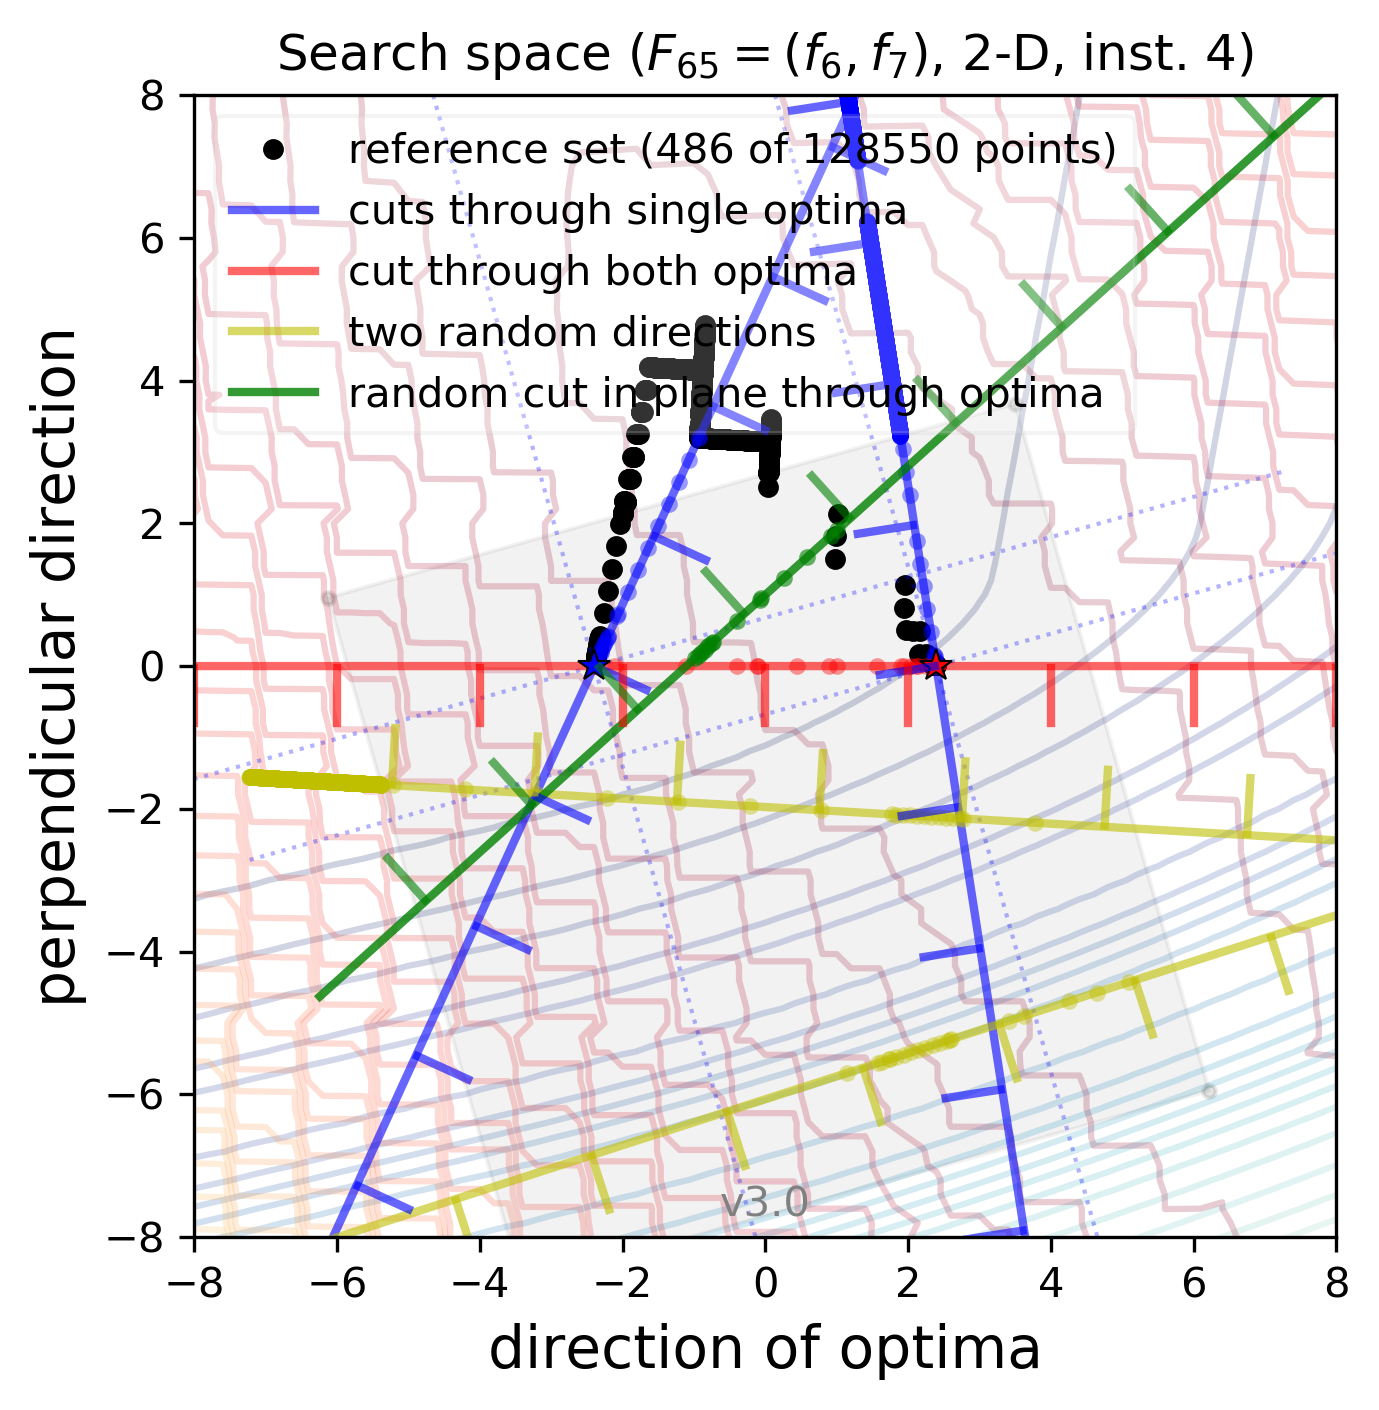 Search space (F₆₅ = (f₆, f₇), 2-D, inst. 4)
reference set (486 of 128550 points)
cuts through single optima
cut through both optima
two random directions
random cut in plane through optima
perpendicular direction
8
6
4
2
0
−2
−4
−6
−8
v3.0
−8 −6 −4 −2 0 2 4 6 8
direction of optima